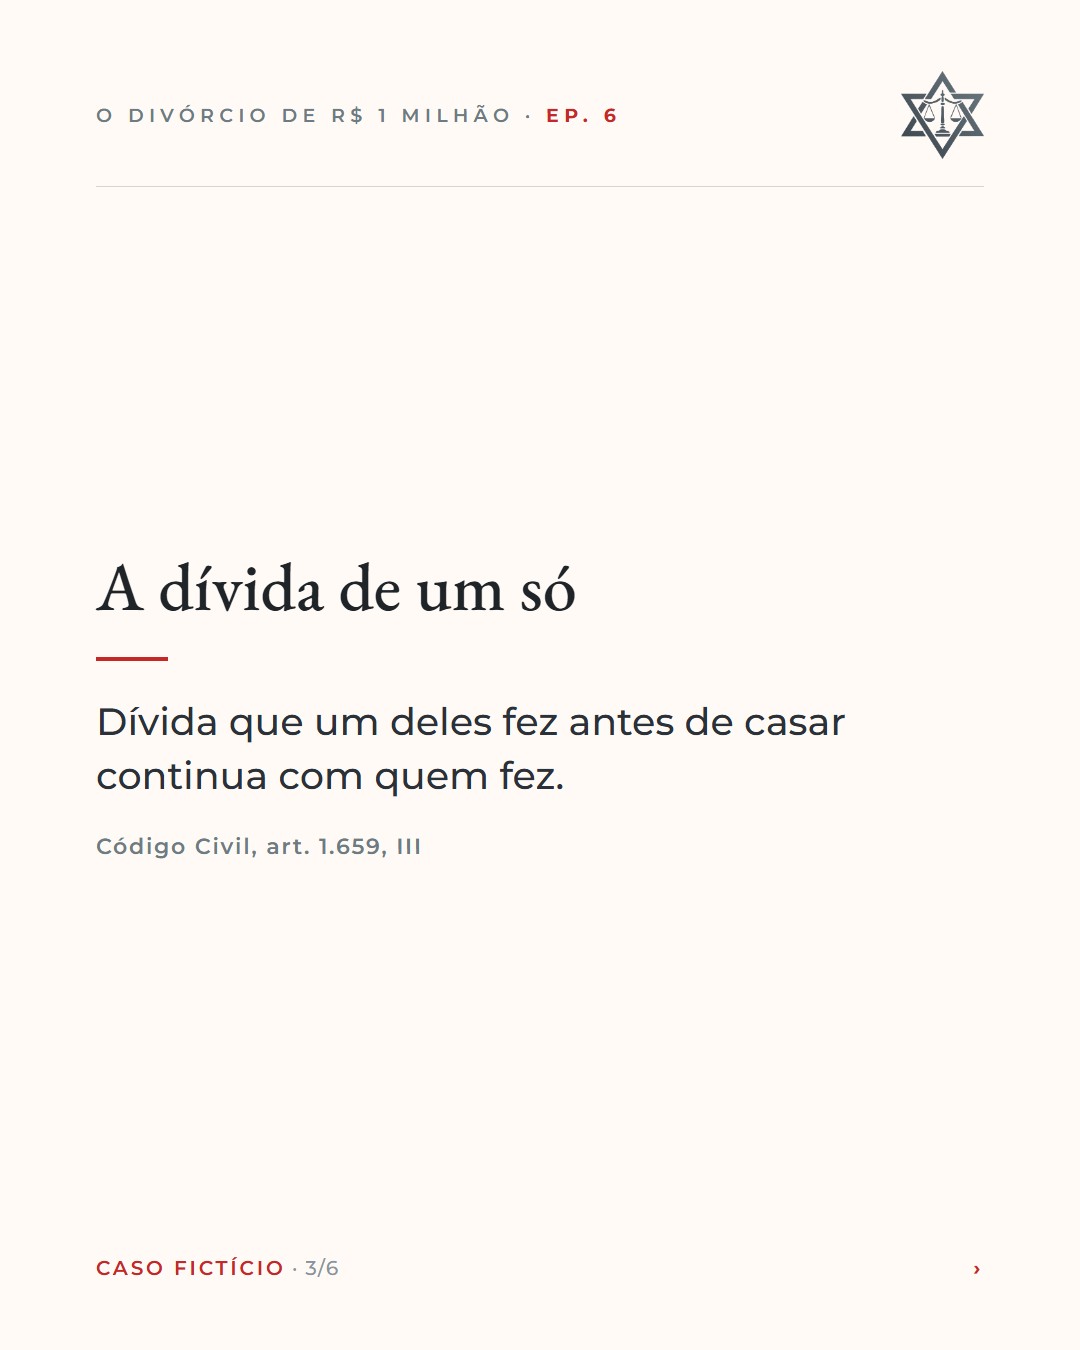 O DIVÓRCIO DE R$ 1 MILHÃO · EP. 6
A dívida de um só
Dívida que um deles fez antes de casar
continua com quem fez.
Código Civil, art. 1.659, III
CASO FICTÍCIO · 3/6 ›